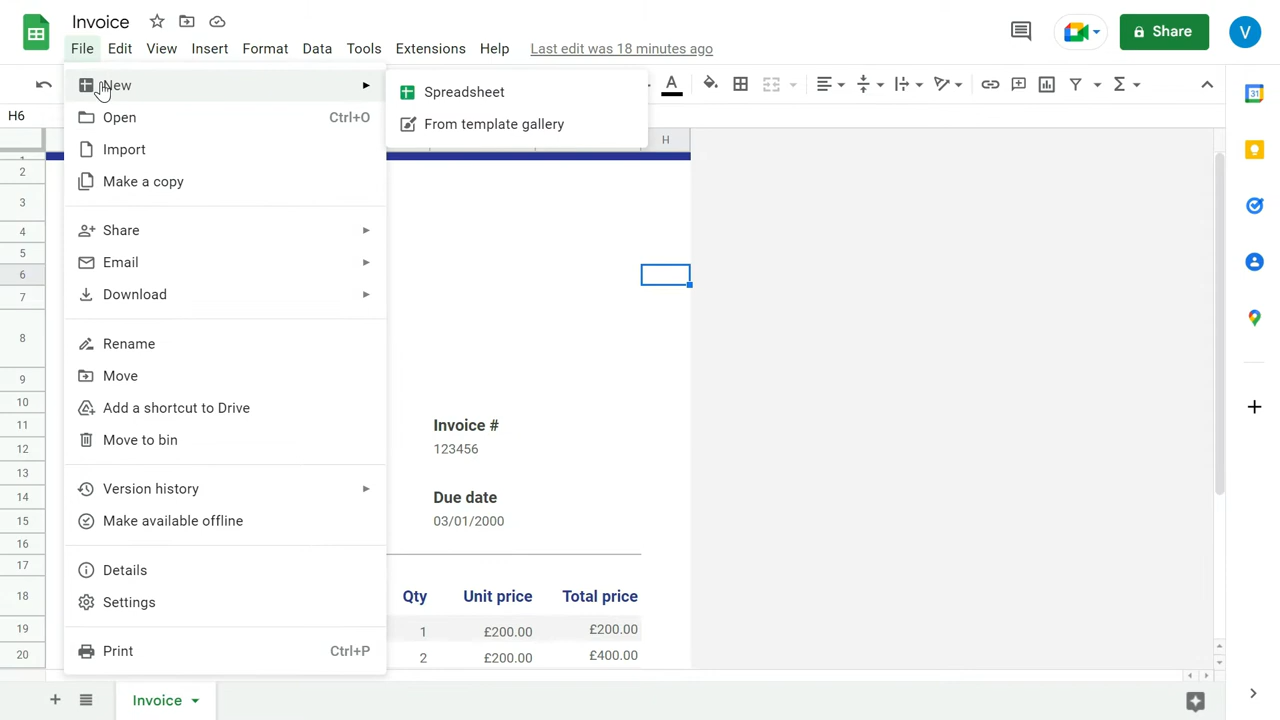 Invoice
File Edit View Insert Format Data Tools Extensions Help Last edit was 18 minutes ago
Share
V
H6
New
Spreadsheet
From template gallery
Open Ctrl+O
Import
Make a copy
Share
Email
Download
Rename
Move
Add a shortcut to Drive
Move to bin
Version history
Make available offline
Details
Settings
Print Ctrl+P
H
2
3
4
5
6
7
8
9
10
11 Invoice #
12 123456
13
14 Due date
15 03/01/2000
16
17
18 Qty Unit price Total price
19 1 £200.00 £200.00
20 2 £200.00 £400.00
Invoice
31